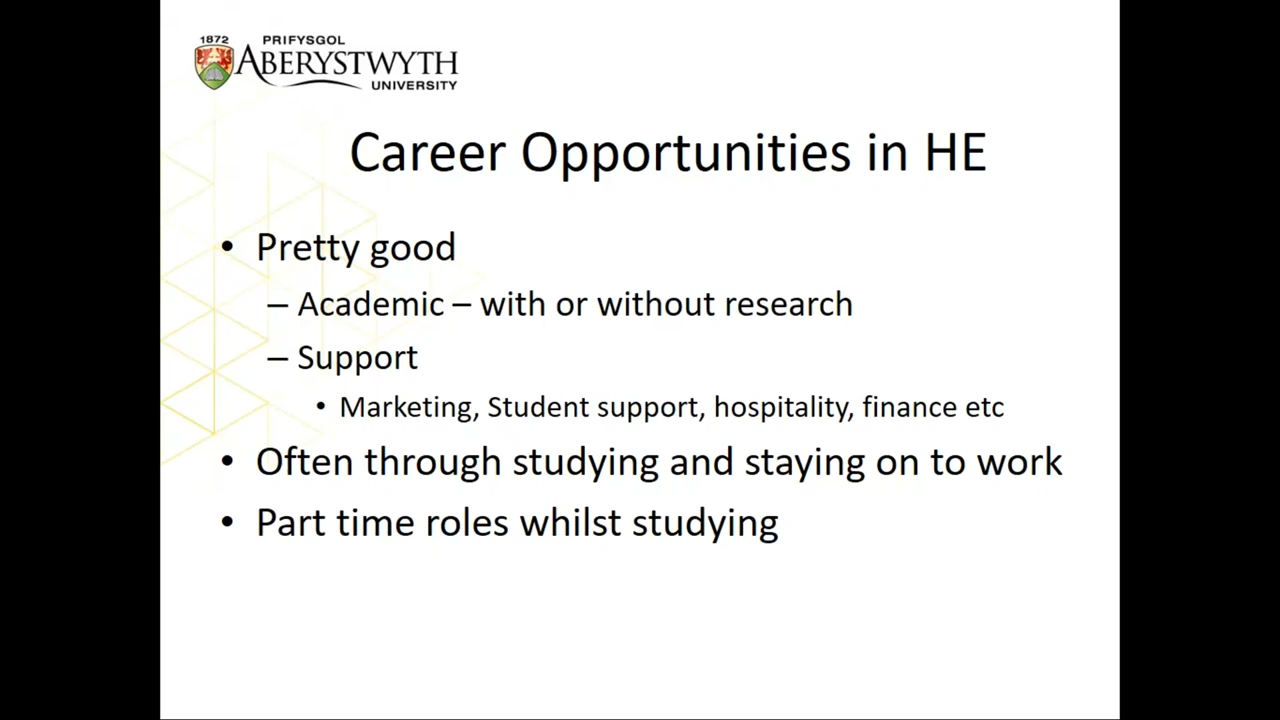 1872
PRIFYSGOL
ABERYSTWYTH
UNIVERSITY
Career Opportunities in HE
• Pretty good
– Academic – with or without research
– Support
• Marketing, Student support, hospitality, finance etc
• Often through studying and staying on to work
• Part time roles whilst studying